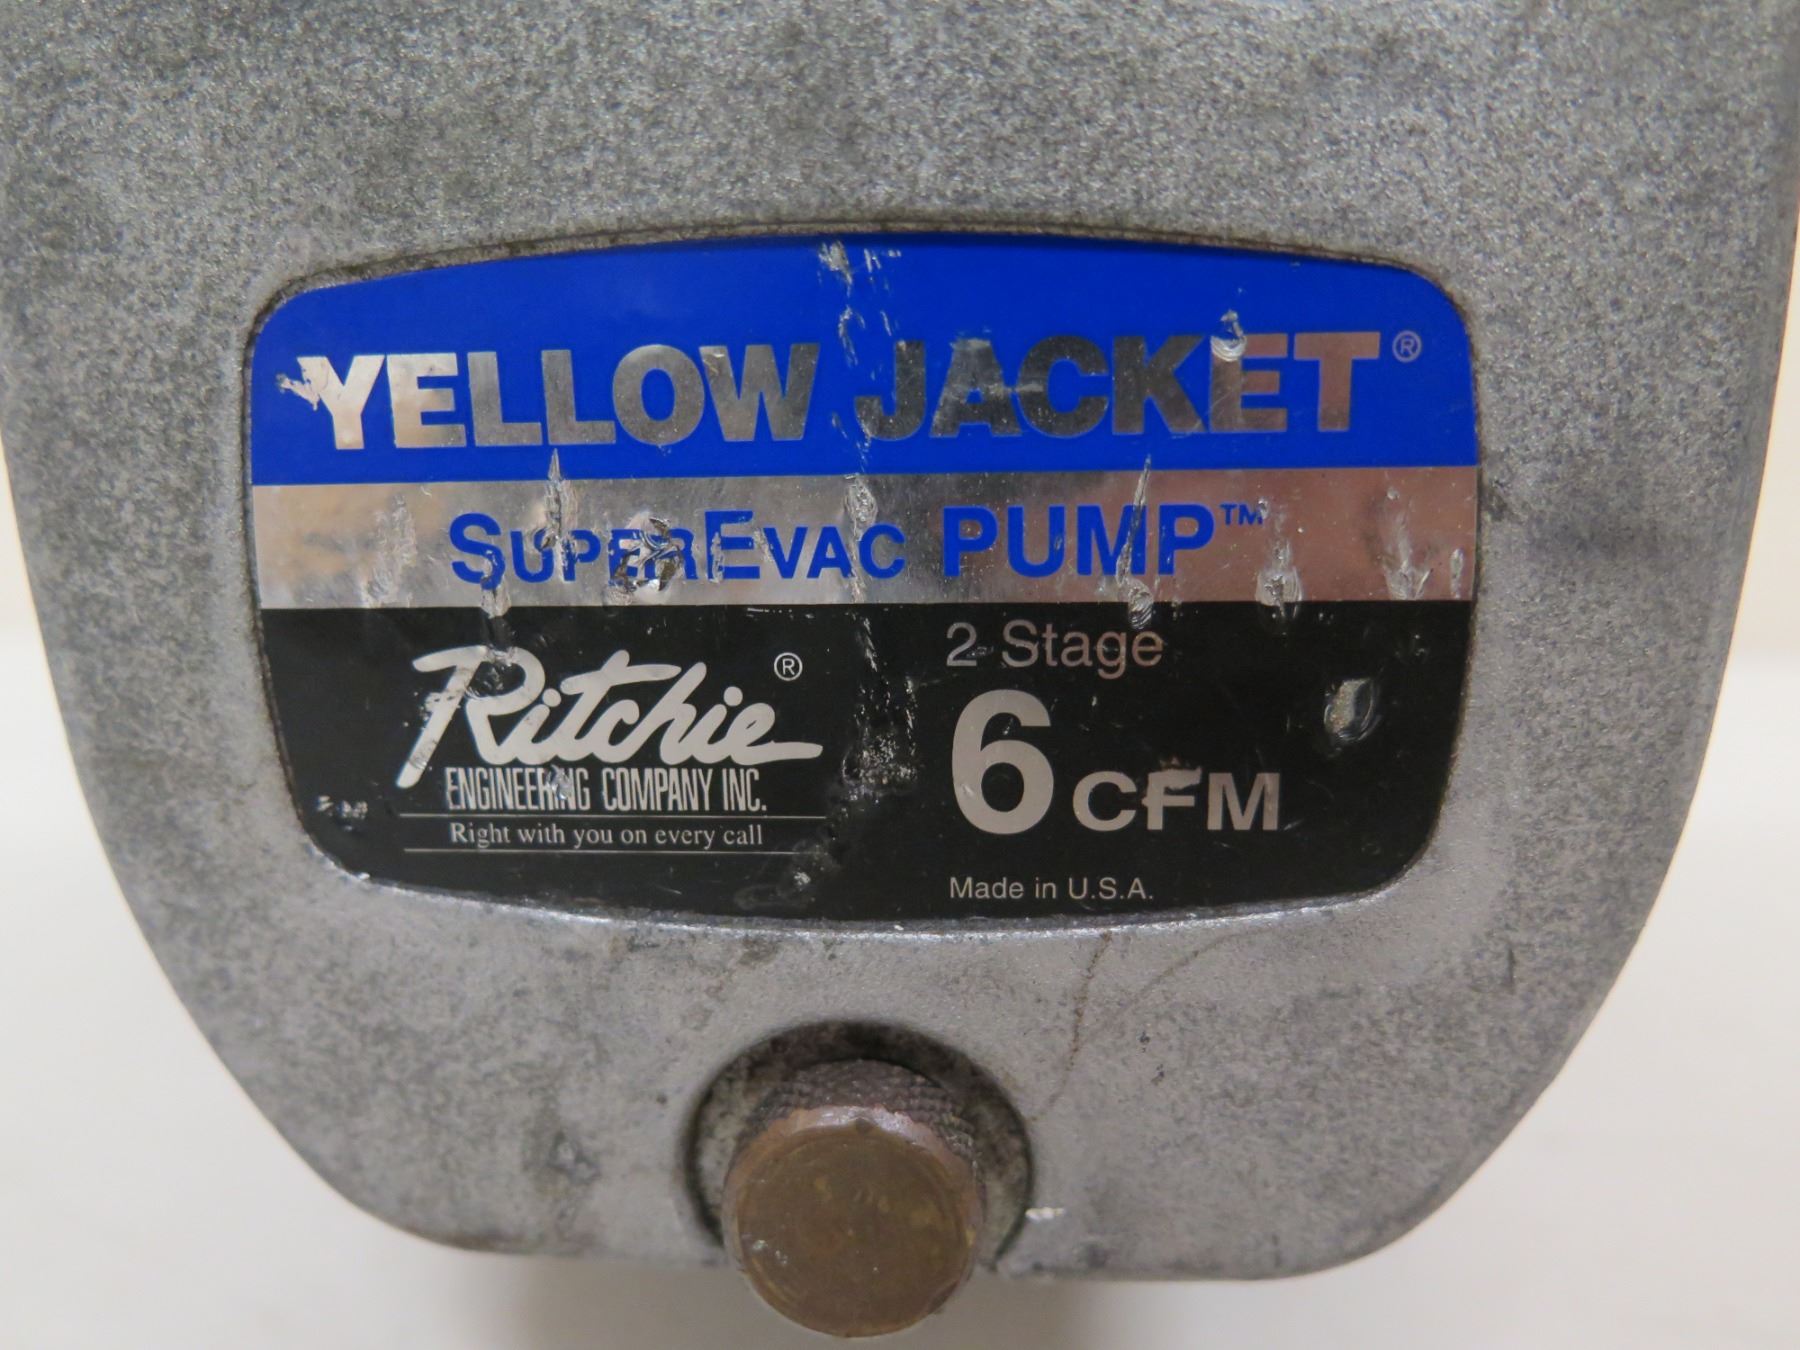 YELLOW JACKET®
SUPEREVAC PUMP™
Ritchie®
ENGINEERING COMPANY INC.
Right with you on every call
2 Stage
6 CFM
Made in U.S.A.